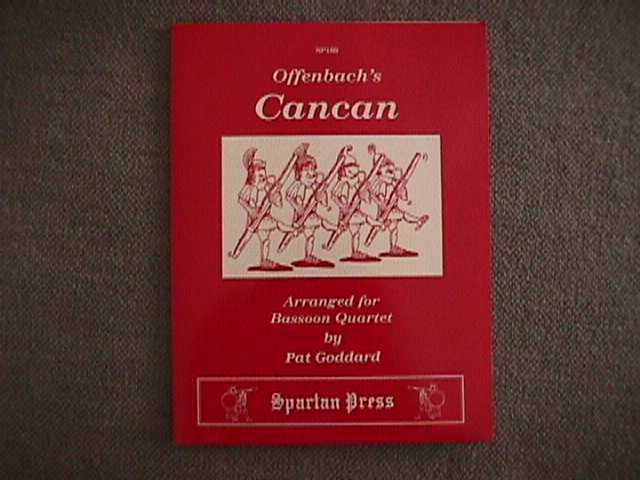 Offenbach's
Cancan
Arranged for
Bassoon Quartet
by
Pat Goddard
Spartan Press